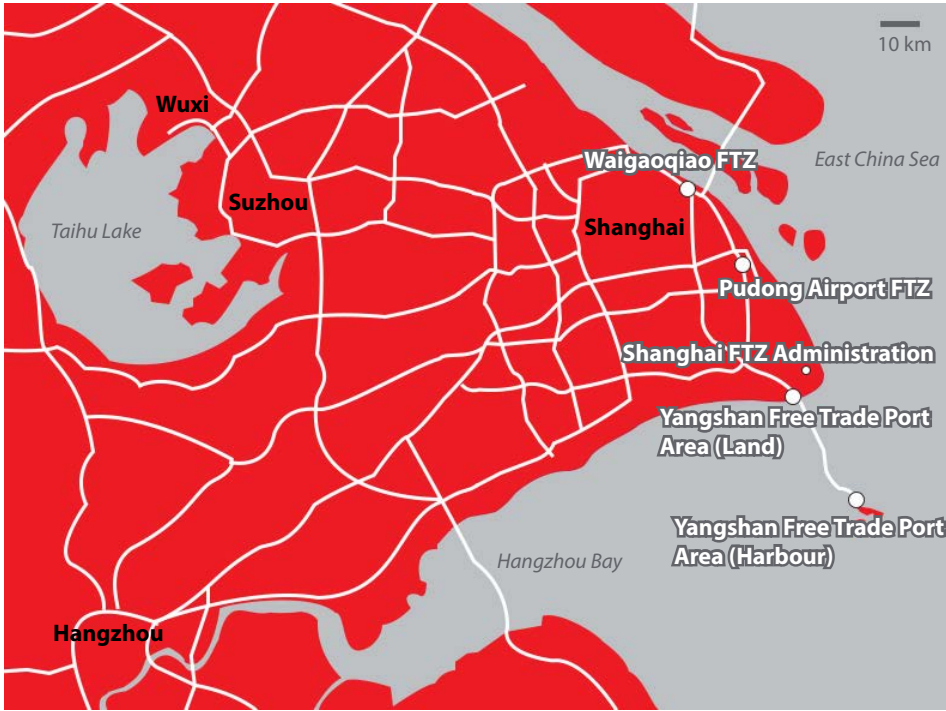 10 km
Wuxi
Waigaoqiao FTZ
East China Sea
Suzhou
Shanghai
Taihu Lake
Pudong Airport FTZ
Shanghai FTZ Administration
Yangshan Free Trade Port
Area (Land)
Yangshan Free Trade Port
Area (Harbour)
Hangzhou Bay
Hangzhou